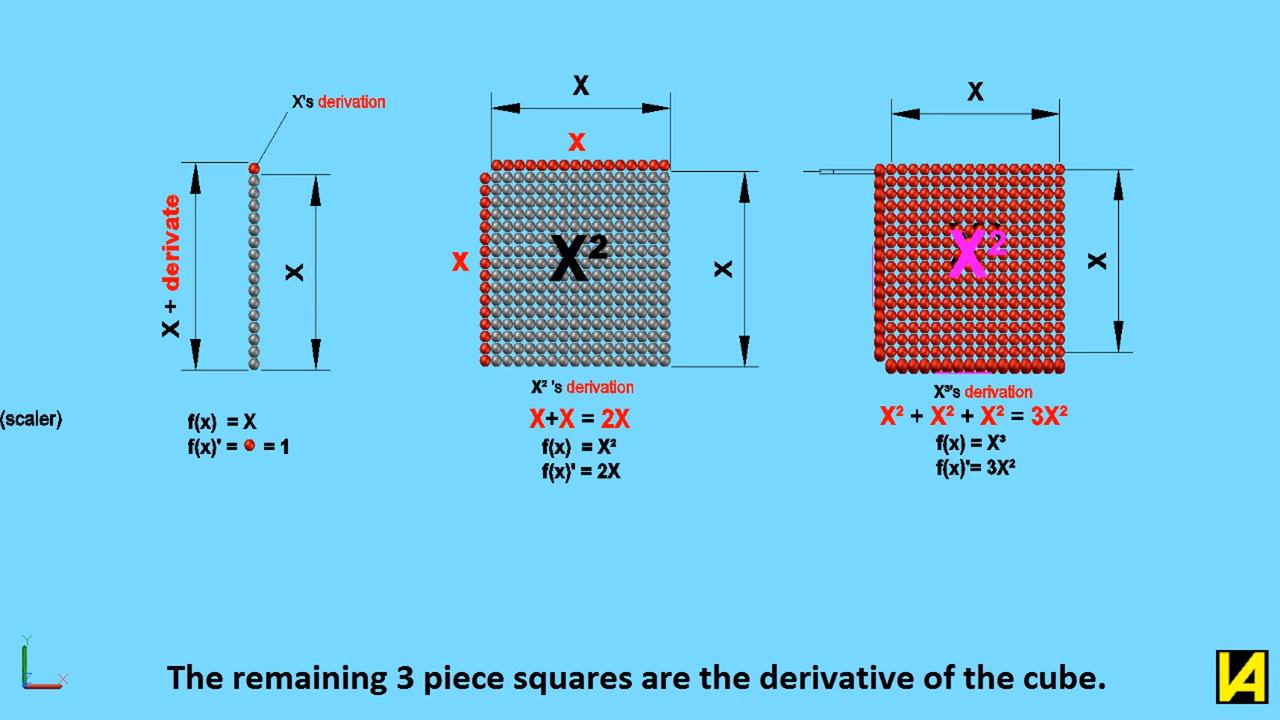 X's derivation
X + derivate
X
f(x) = X
f(x)' = = 1
(scaler)
X
X
X
X²
X
X² 's derivation
X+X = 2X
f(x) = X²
f(x)' = 2X
X
X²
X
X³'s derivation
X² + X² + X² = 3X²
f(x) = X³
f(x)'= 3X²
Y
X
Z
The remaining 3 piece squares are the derivative of the cube.